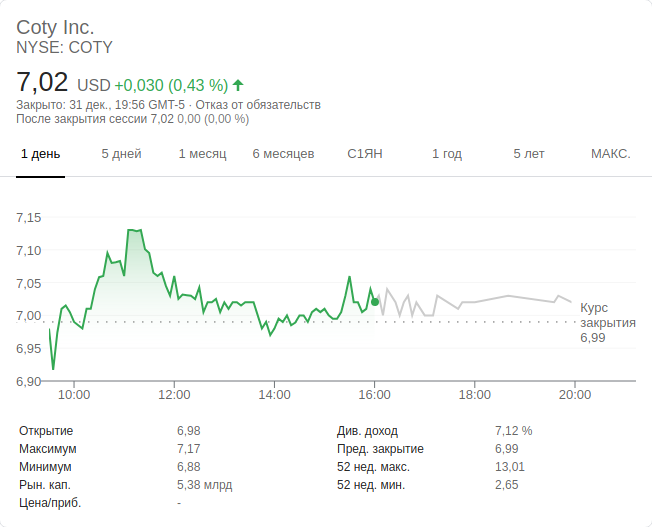 Coty Inc.
NYSE: COTY
7,02 USD +0,030 (0,43 %)
Закрыто: 31 дек., 19:56 GMT-5 · Отказ от обязательств
После закрытия сессии 7,02 0,00 (0,00 %)
1 день 5 дней 1 месяц 6 месяцев С1ЯН 1 год 5 лет МАКС.
7,15
7,10
7,05
7,00
6,95
6,90
Курс
закрытия
6,99
10:00 12:00 14:00 16:00 18:00 20:00
Открытие 6,98 Див. доход 7,12 %
Максимум 7,17 Пред. закрытие 6,99
Минимум 6,88 52 нед. макс. 13,01
Рын. кап. 5,38 млрд 52 нед. мин. 2,65
Цена/приб. -